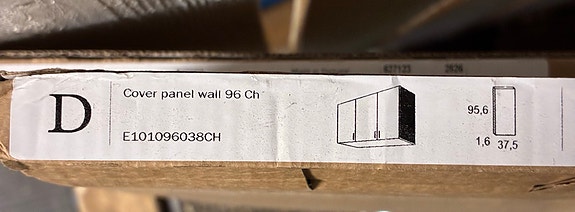 627123 2626
D
Cover panel wall 96 Ch
E101096038CH
95,6
1,6 37,5